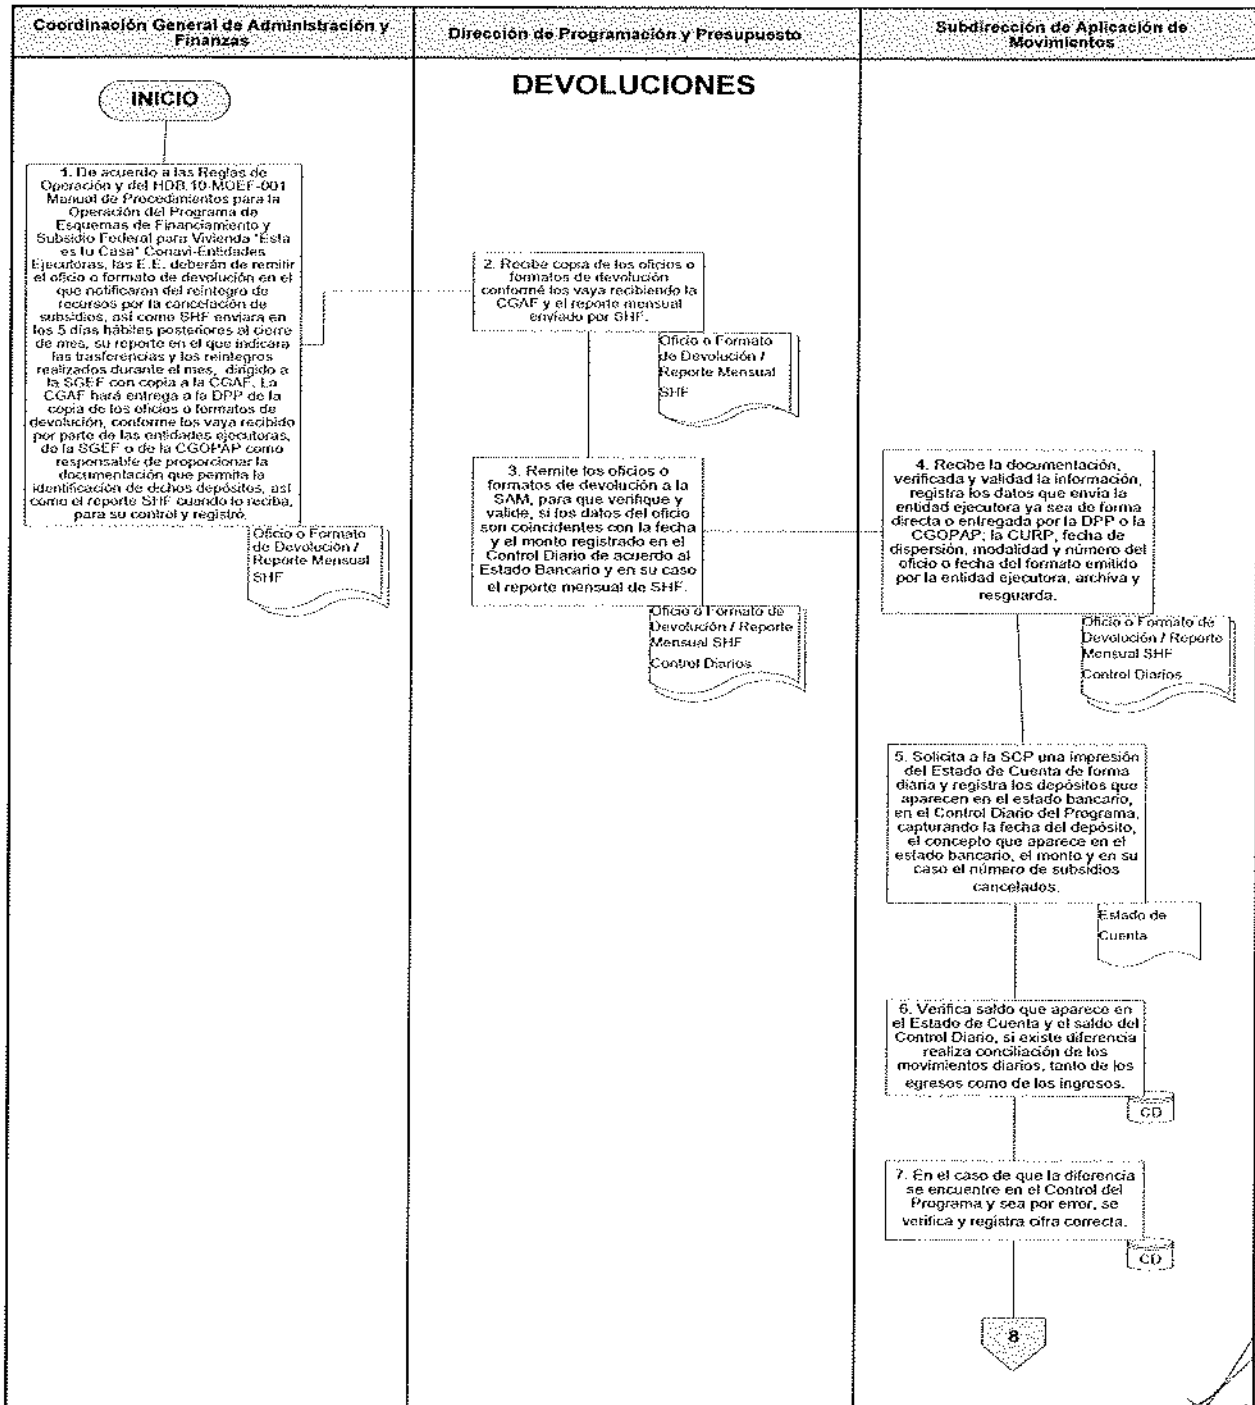 Coordinación General de Administración y
Finanzas
Dirección de Programación y Presupuesto
Subdirección de Aplicación de
Movimientos
DEVOLUCIONES
INICIO
1. De acuerdo a las Reglas de
Operación y del HDB.10-MOEF-001
Manual de Procedimientos para la
Operación del Programa de
Esquemas de Financiamiento y
Subsidio Federal para Vivienda "Esta
es tu Casa" Conavi-Entidades
Ejecutoras, las E.E. deberán de remitir
el oficio o formato de devolución en el
que notificaron del reintegro de
recursos por la cancelación de
subsidios, así como SHF enviara en
los 5 días hábiles posteriores al cierre
de mes, su reporte en el que indicara
las trasferencias y los reintegros
realizados durante el mes, dirigido a
la SGEF con copia a la CGAF. La
CGAF hará entrega a la DPP de la
copia de los oficios o formatos de
devolución, conforme los vaya recibido
por parte de las entidades ejecutoras,
de la SGEF o de la CGOPAP como
responsable de proporcionar la
documentación que permita la
identificación de dichos depósitos, así
como el reporte SHF cuando lo reciba,
para su control y registró.
Oficio o Formato
de Devolución /
Reporte Mensual
SHF
2. Recibe copia de los oficios o
formatos de devolución
conformé los vaya recibiendo la
CGAF y el reporte mensual
enviado por SHF.
Oficio o Formato
de Devolución /
Reporte Mensual
SHF
3. Remite los oficios o
formatos de devolución a la
SAM, para que verifique y
valide, si los datos del oficio
son coincidentes con la fecha
y el monto registrado en el
Control Diario de acuerdo al
Estado Bancario y en su caso
el reporte mensual de SHF.
Oficio o Formato de
Devolución / Reporte
Mensual SHF
Control Diarios
4. Recibe la documentación,
verificada y validad la información,
registra los datos que envía la
entidad ejecutora ya sea de forma
directa o entregada por la DPP o la
CGOPAP; la CURP, fecha de
dispersión, modalidad y número del
oficio o fecha del formato emitido
por la entidad ejecutora, archiva y
resguarda.
Oficio o Formato de
Devolución / Reporte
Mensual SHF
Control Diarios
5. Solicita a la SCP una impresión
del Estado de Cuenta de forma
diaria y registra los depósitos que
aparecen en el estado bancario,
en el Control Diario del Programa,
capturando la fecha del depósito,
el concepto que aparece en el
estado bancario, el monto y en su
caso el número de subsidios
cancelados.
Estado de
Cuenta
6. Verifica saldo que aparece en
el Estado de Cuenta y el saldo del
Control Diario, si existe diferencia
realiza conciliación de los
movimientos diarios, tanto de los
egresos como de los ingresos.
CD
7. En el caso de que la diferencia
se encuentre en el Control del
Programa y sea por error, se
verifica y registra cifra correcta.
CD
8